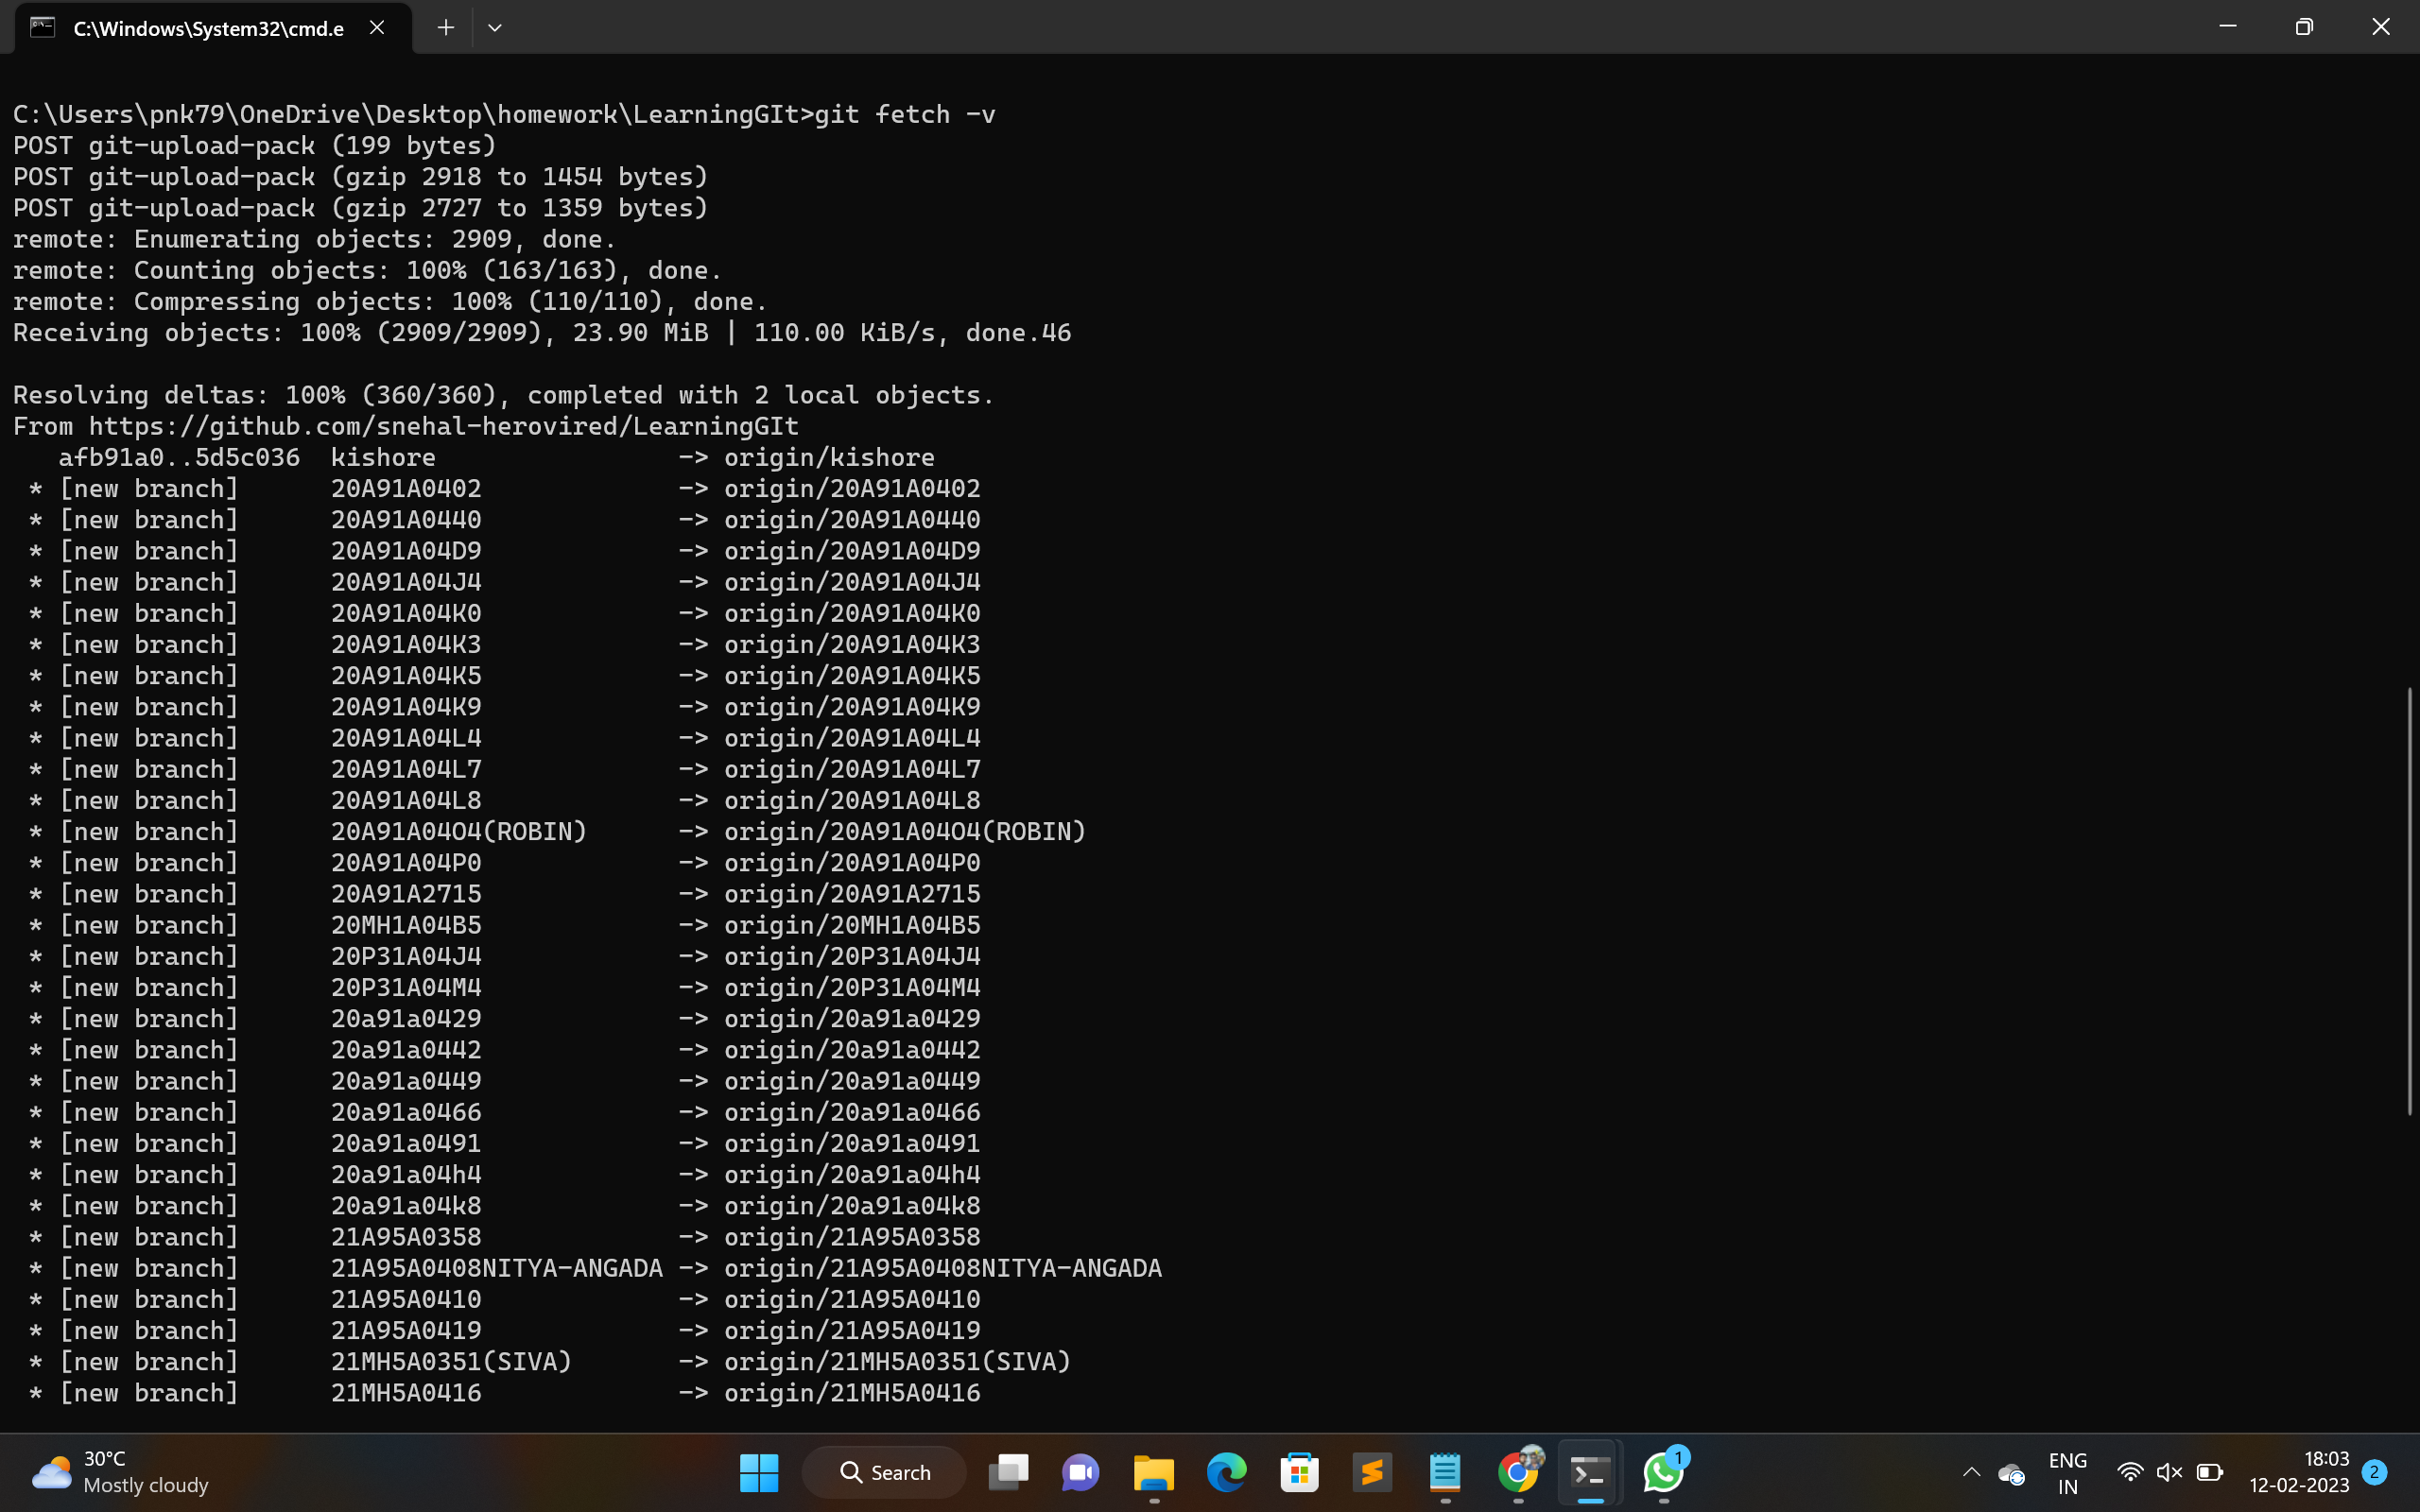 C:\Windows\System32\cmd.e
C:\Users\pnk79\OneDrive\Desktop\homework\LearningGIt>git fetch -v
POST git-upload-pack (199 bytes)
POST git-upload-pack (gzip 2918 to 1454 bytes)
POST git-upload-pack (gzip 2727 to 1359 bytes)
remote: Enumerating objects: 2909, done.
remote: Counting objects: 100% (163/163), done.
remote: Compressing objects: 100% (110/110), done.
Receiving objects: 100% (2909/2909), 23.90 MiB | 110.00 KiB/s, done.46
Resolving deltas: 100% (360/360), completed with 2 local objects.
From https://github.com/snehal-herovired/LearningGIt
afb91a0..5d5c036 kishore -> origin/kishore
* [new branch] 20A91A0402 -> origin/20A91A0402
* [new branch] 20A91A0440 -> origin/20A91A0440
* [new branch] 20A91A04D9 -> origin/20A91A04D9
* [new branch] 20A91A04J4 -> origin/20A91A04J4
* [new branch] 20A91A04K0 -> origin/20A91A04K0
* [new branch] 20A91A04K3 -> origin/20A91A04K3
* [new branch] 20A91A04K5 -> origin/20A91A04K5
* [new branch] 20A91A04K9 -> origin/20A91A04K9
* [new branch] 20A91A04L4 -> origin/20A91A04L4
* [new branch] 20A91A04L7 -> origin/20A91A04L7
* [new branch] 20A91A04L8 -> origin/20A91A04L8
* [new branch] 20A91A04O4(ROBIN) -> origin/20A91A04O4(ROBIN)
* [new branch] 20A91A04P0 -> origin/20A91A04P0
* [new branch] 20A91A2715 -> origin/20A91A2715
* [new branch] 20MH1A04B5 -> origin/20MH1A04B5
* [new branch] 20P31A04J4 -> origin/20P31A04J4
* [new branch] 20P31A04M4 -> origin/20P31A04M4
* [new branch] 20a91a0429 -> origin/20a91a0429
* [new branch] 20a91a0442 -> origin/20a91a0442
* [new branch] 20a91a0449 -> origin/20a91a0449
* [new branch] 20a91a0466 -> origin/20a91a0466
* [new branch] 20a91a0491 -> origin/20a91a0491
* [new branch] 20a91a04h4 -> origin/20a91a04h4
* [new branch] 20a91a04k8 -> origin/20a91a04k8
* [new branch] 21A95A0358 -> origin/21A95A0358
* [new branch] 21A95A0408NITYA-ANGADA -> origin/21A95A0408NITYA-ANGADA
* [new branch] 21A95A0410 -> origin/21A95A0410
* [new branch] 21A95A0419 -> origin/21A95A0419
* [new branch] 21MH5A0351(SIVA) -> origin/21MH5A0351(SIVA)
* [new branch] 21MH5A0416 -> origin/21MH5A0416
30°C
Mostly cloudy
Search
1
ENG
IN
18:03
12-02-2023
2